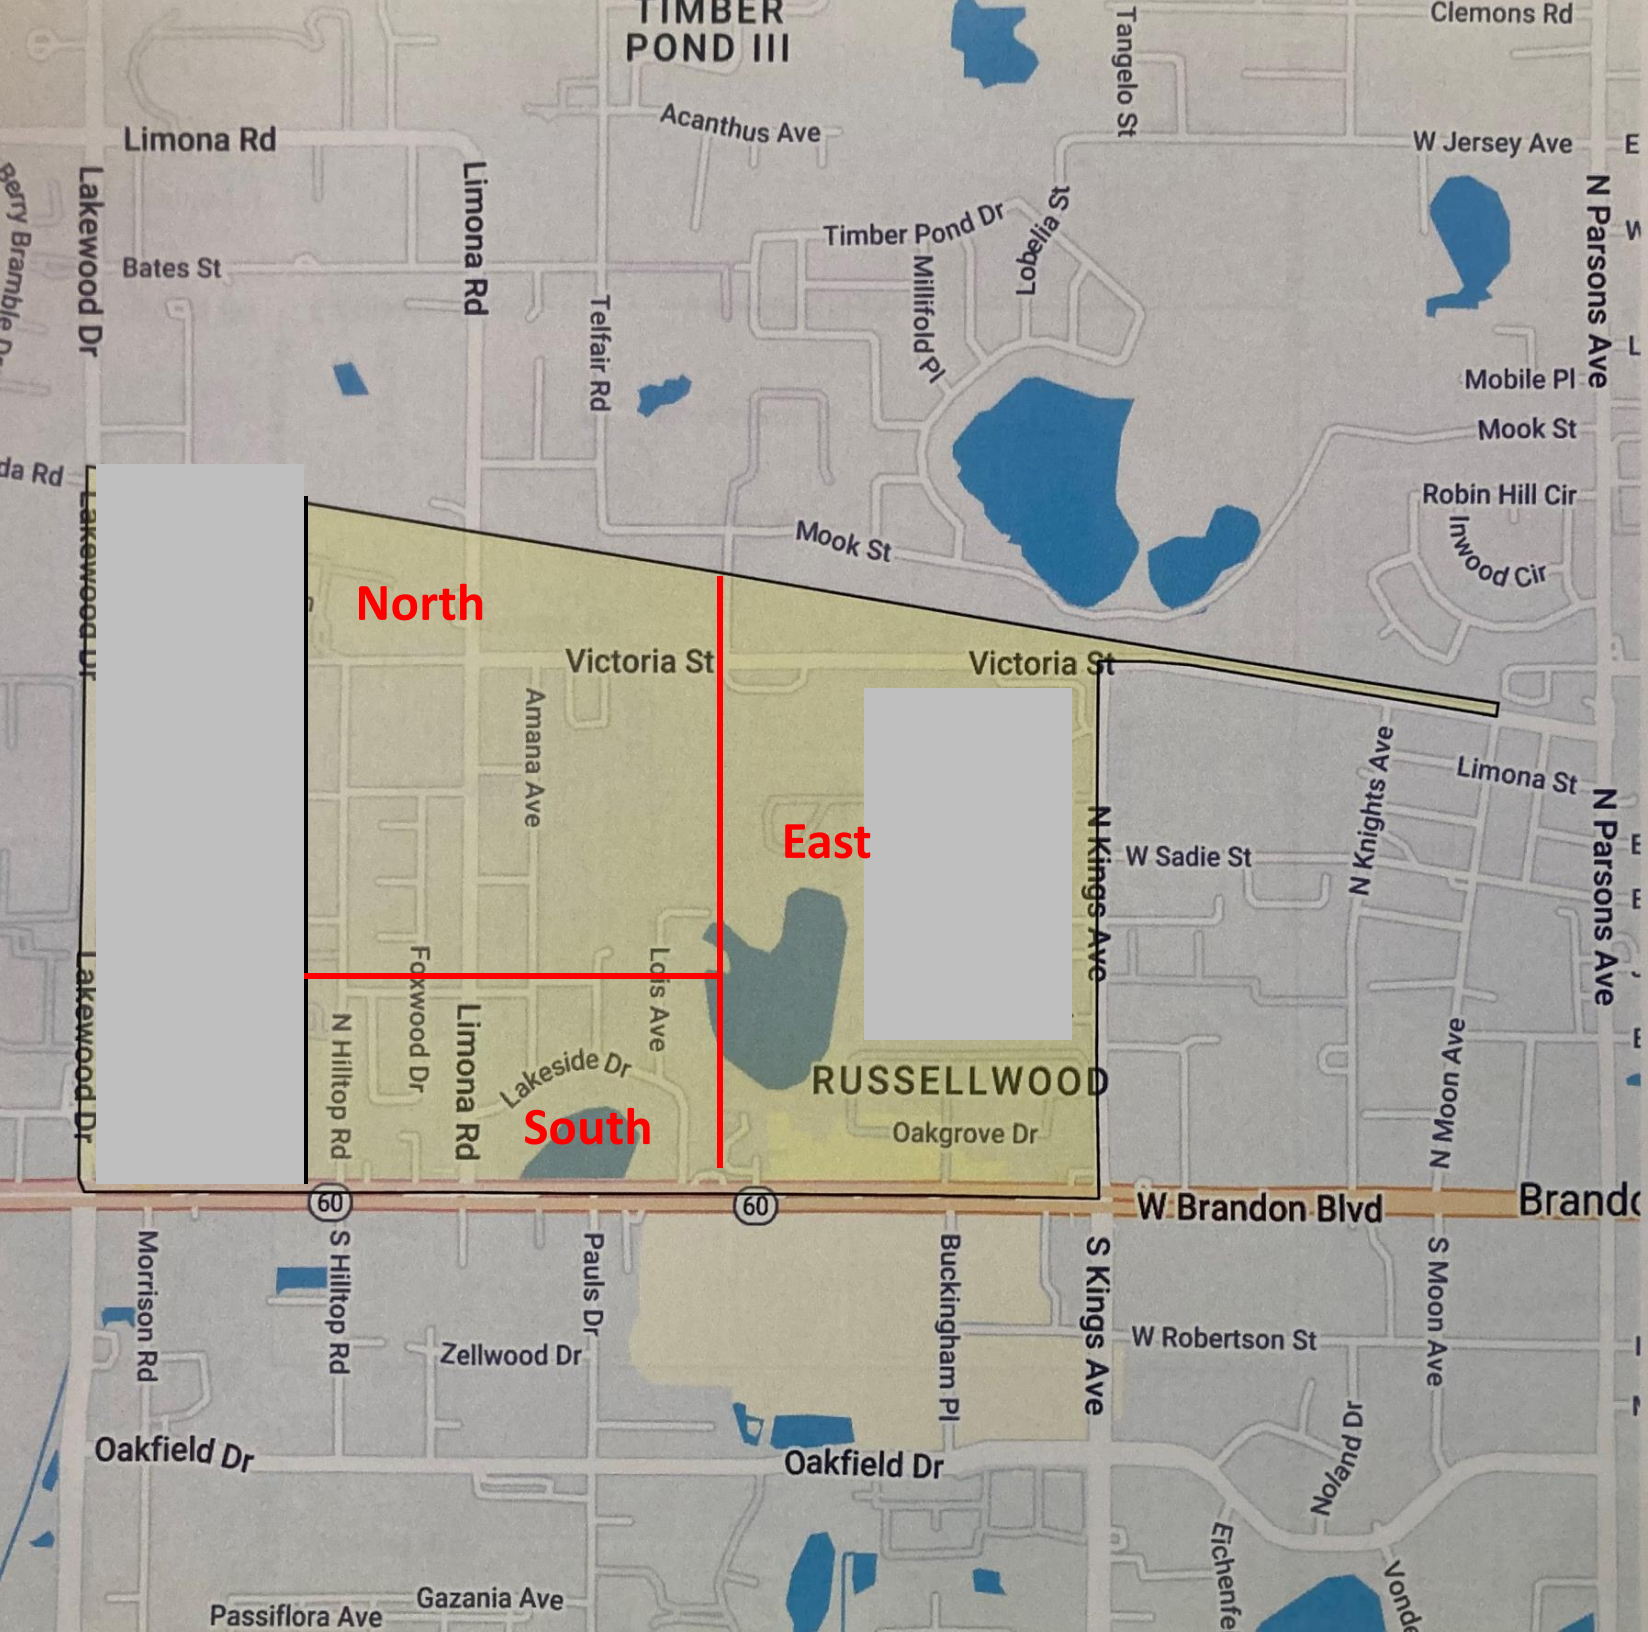 TIMBER
POND III
Clemons Rd
Tangelo St
Acanthus Ave
Limona Rd
W Jersey Ave
E
Berry Bramble D
Lakewood Dr
Limona Rd
N Parsons Ave
W
Timber Pond Dr
Lobelia St
Bates St
Millifold Pl
Telfair Rd
L
Mobile Pl
Mook St
da Rd
Robin Hill Cir
Inwood Cir
Lakewood Dr
Mook St
North
Victoria St
Victoria St
Amana Ave
N Knights Ave
Limona St
N Parsons Ave
East
N Kings Ave
W Sadie St
E
E
Lakewood Dr
Foxwood Dr
Lois Ave
N Hilltop Rd
Limona Rd
Lakeside Dr
N Moon Ave
E
RUSSELLWOOD
South
Oakgrove Dr
60
60
W Brandon Blvd
Brando
Morrison Rd
S Hilltop Rd
Pauls Dr
Buckingham Pl
S Kings Ave
S Moon Ave
Zellwood Dr
W Robertson St
Noland Dr
Oakfield Dr
Oakfield Dr
Eichenfe
Vonde
Gazania Ave
Passiflora Ave